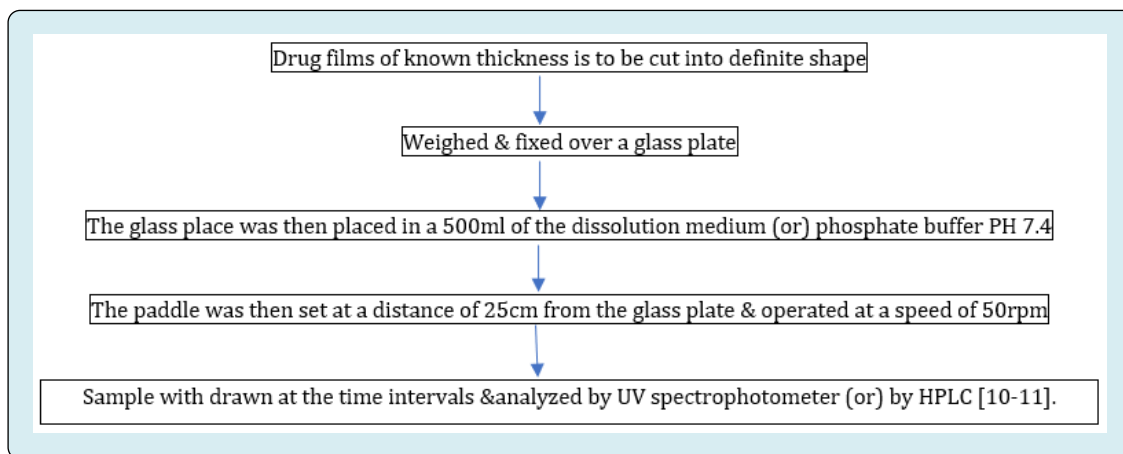 Drug films of known thickness is to be cut into definite shape
Weighed & fixed over a glass plate
The glass place was then placed in a 500ml of the dissolution medium (or) phosphate buffer PH 7.4
The paddle was then set at a distance of 25cm from the glass plate & operated at a speed of 50rpm
Sample with drawn at the time intervals &analyzed by UV spectrophotometer (or) by HPLC [10-11].